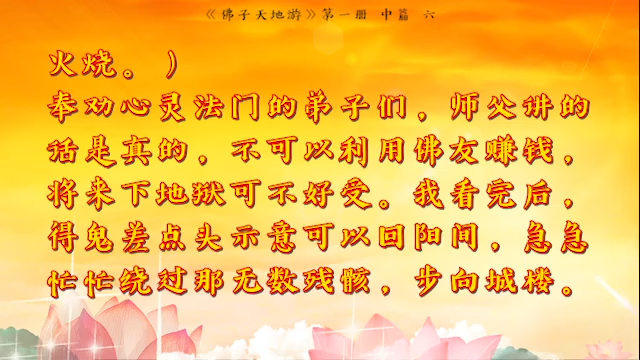 《佛子天地游》第一册 中篇 六
火烧。）
奉劝心灵法门的弟子们，师父讲的
话是真的，不可以利用佛友赚钱，
将来下地狱可不好受。我看完后，
得鬼差点头示意可以回阳间，急急
忙忙绕过那无数残骸，步向城楼。